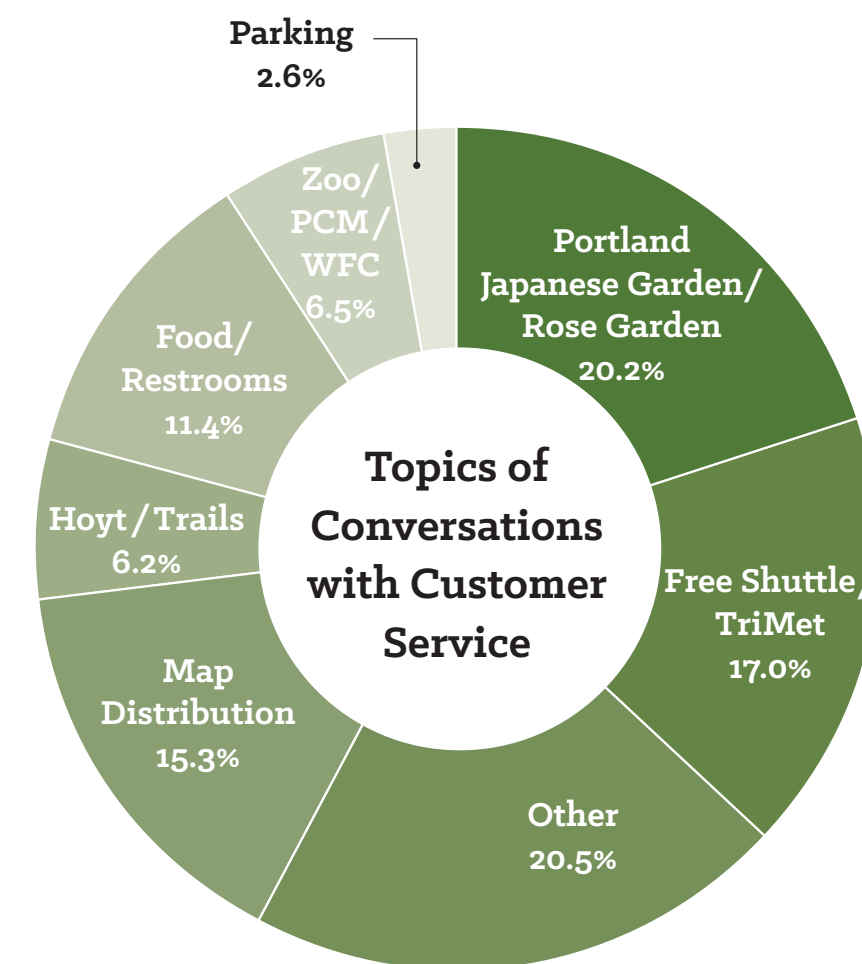 Parking
2.6%
Zoo/
PCM/
WFC
6.5%
Portland
Japanese Garden/
Rose Garden
20.2%
Food/
Restrooms
11.4%
Topics of
Conversations
with Customer
Service
Hoyt/Trails
6.2%
Free Shuttle/
TriMet
17.0%
Map
Distribution
15.3%
Other
20.5%